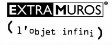 EXTRAMUROS®
(l'objet infini)